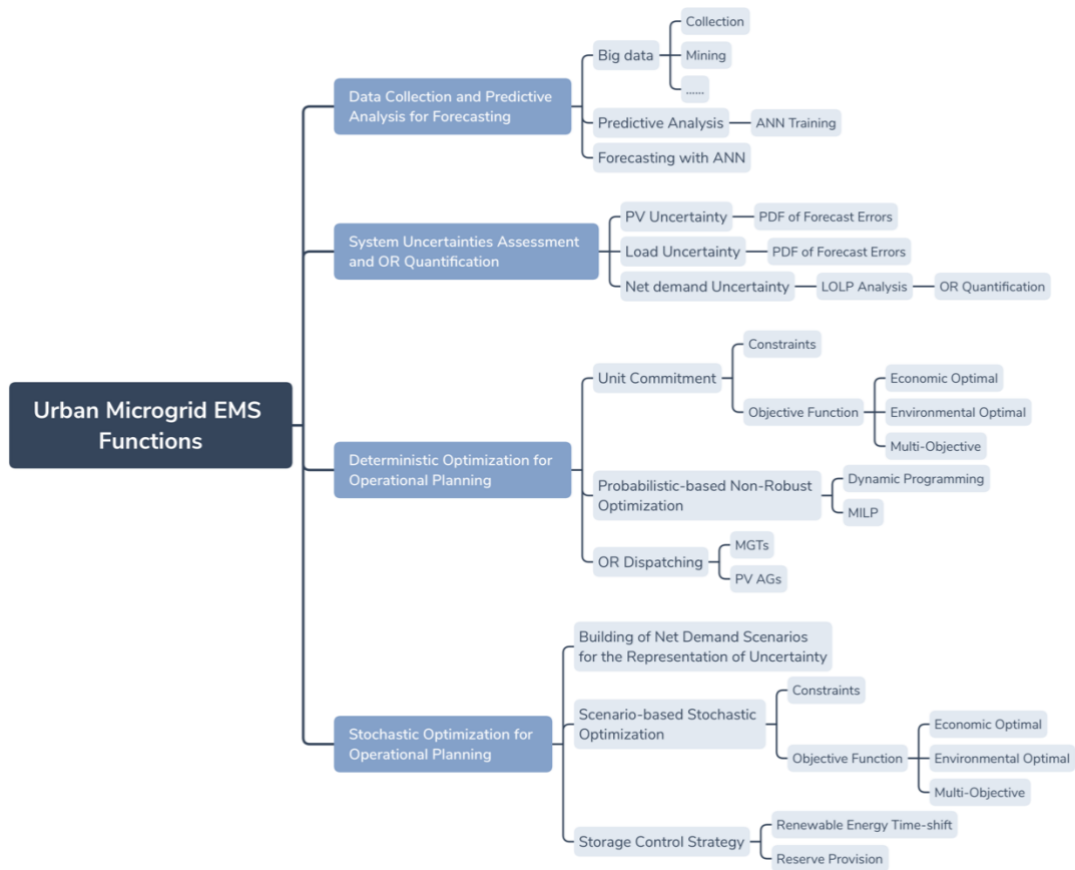 Urban Microgrid EMS
Functions
Data Collection and Predictive
Analysis for Forecasting
Big data
Collection
Mining
......
Predictive Analysis
ANN Training
Forecasting with ANN
System Uncertainties Assessment
and OR Quantification
PV Uncertainty
PDF of Forecast Errors
Load Uncertainty
PDF of Forecast Errors
Net demand Uncertainty
LOLP Analysis
OR Quantification
Deterministic Optimization for
Operational Planning
Unit Commitment
Constraints
Objective Function
Economic Optimal
Environmental Optimal
Multi-Objective
Probabilistic-based Non-Robust
Optimization
Dynamic Programming
MILP
OR Dispatching
MGTs
PV AGs
Stochastic Optimization for
Operational Planning
Building of Net Demand Scenarios
for the Representation of Uncertainty
Scenario-based Stochastic
Optimization
Constraints
Objective Function
Economic Optimal
Environmental Optimal
Multi-Objective
Storage Control Strategy
Renewable Energy Time-shift
Reserve Provision